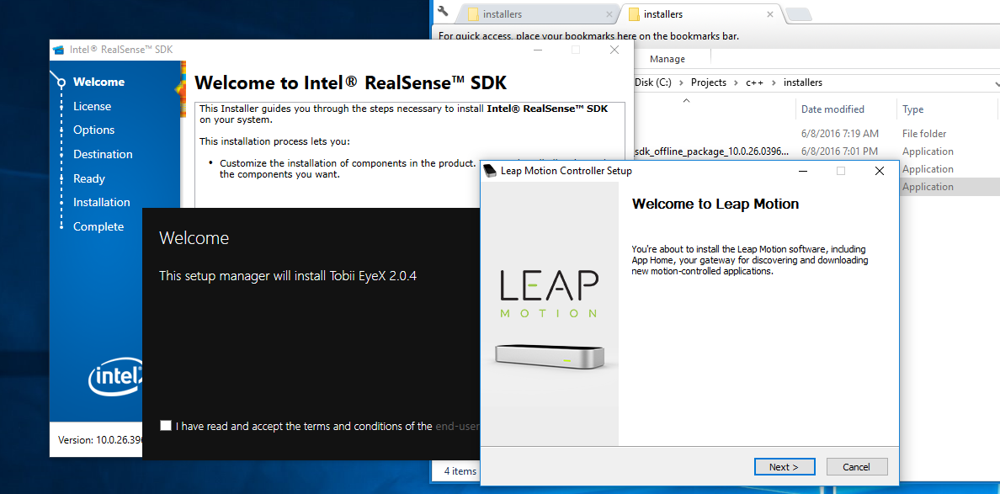 installers
installers
For quick access, place your bookmarks here on the bookmarks bar.
Manage
Disk (C:) > Projects > c++ > installers
Date modified
Type
6/8/2016 7:19 AM
File folder
sdk_offline_package_10.0.26.0396...
6/8/2016 7:01 PM
Application
Application
Application
4 items
Intel® RealSense™ SDK
Welcome
License
Options
Destination
Ready
Installation
Complete
intel
Version: 10.0.26.396
Welcome to Intel® RealSense™ SDK
This Installer guides you through the steps necessary to install Intel® RealSense™ SDK
on your system.
This installation process lets you:
• Customize the installation of components in the product.
the components you want.
Welcome
This setup manager will install Tobii EyeX 2.0.4
I have read and accept the terms and conditions of the end-user
Leap Motion Controller Setup
LEAP
MOTION
Welcome to Leap Motion
You're about to install the Leap Motion software, including
App Home, your gateway for discovering and downloading
new motion-controlled applications.
Next >
Cancel